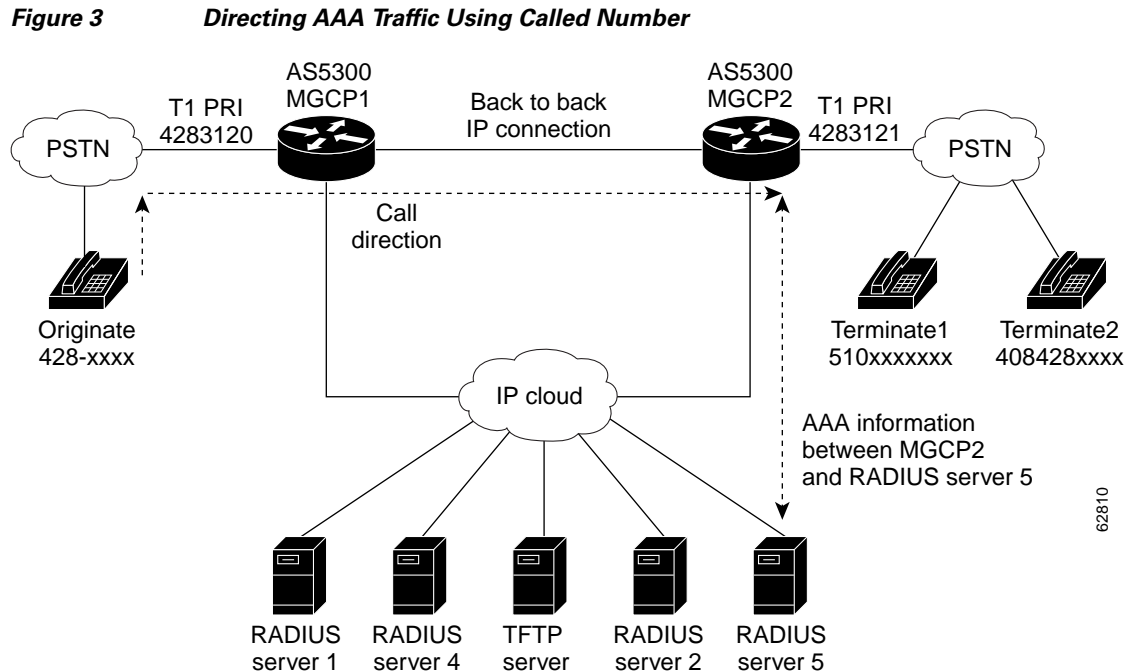 Figure 3 Directing AAA Traffic Using Called Number
AS5300
MGCP1
AS5300
MGCP2
T1 PRI
4283120
Back to back
IP connection
T1 PRI
4283121
PSTN
PSTN
Call
direction
Originate
428-xxxx
Terminate1
510xxxxxxx
Terminate2
408428xxxx
IP cloud
AAA information
between MGCP2
and RADIUS server 5
62810
RADIUS
server 1
RADIUS
server 4
TFTP
server
RADIUS
server 2
RADIUS
server 5